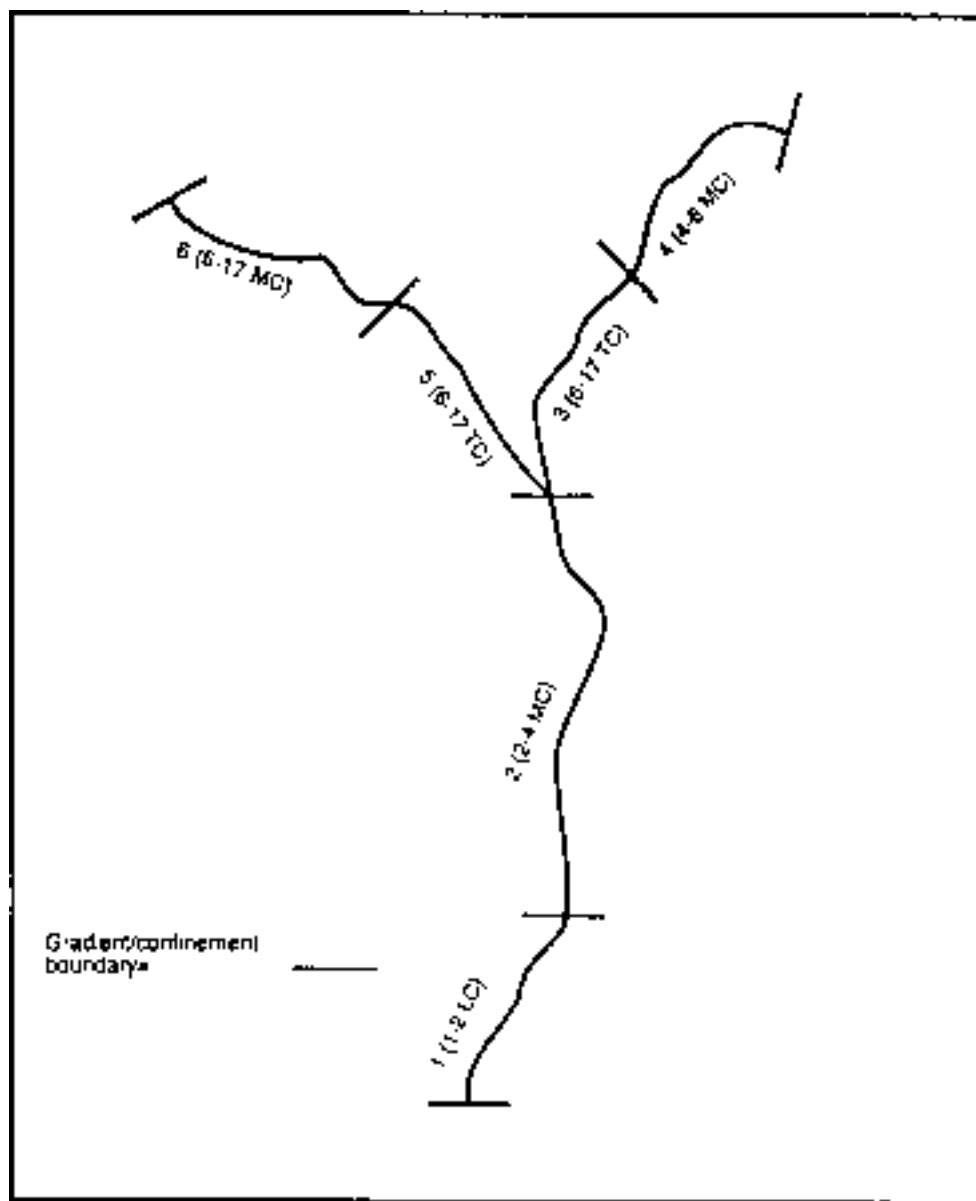 4 (4-6 MC)
6 (6-17 MC)
3 (6-17 TC)
5 (6-17 TC)
2 (2-4 MC)
Gradient/confinement
boundary
1 (1-2 LC)